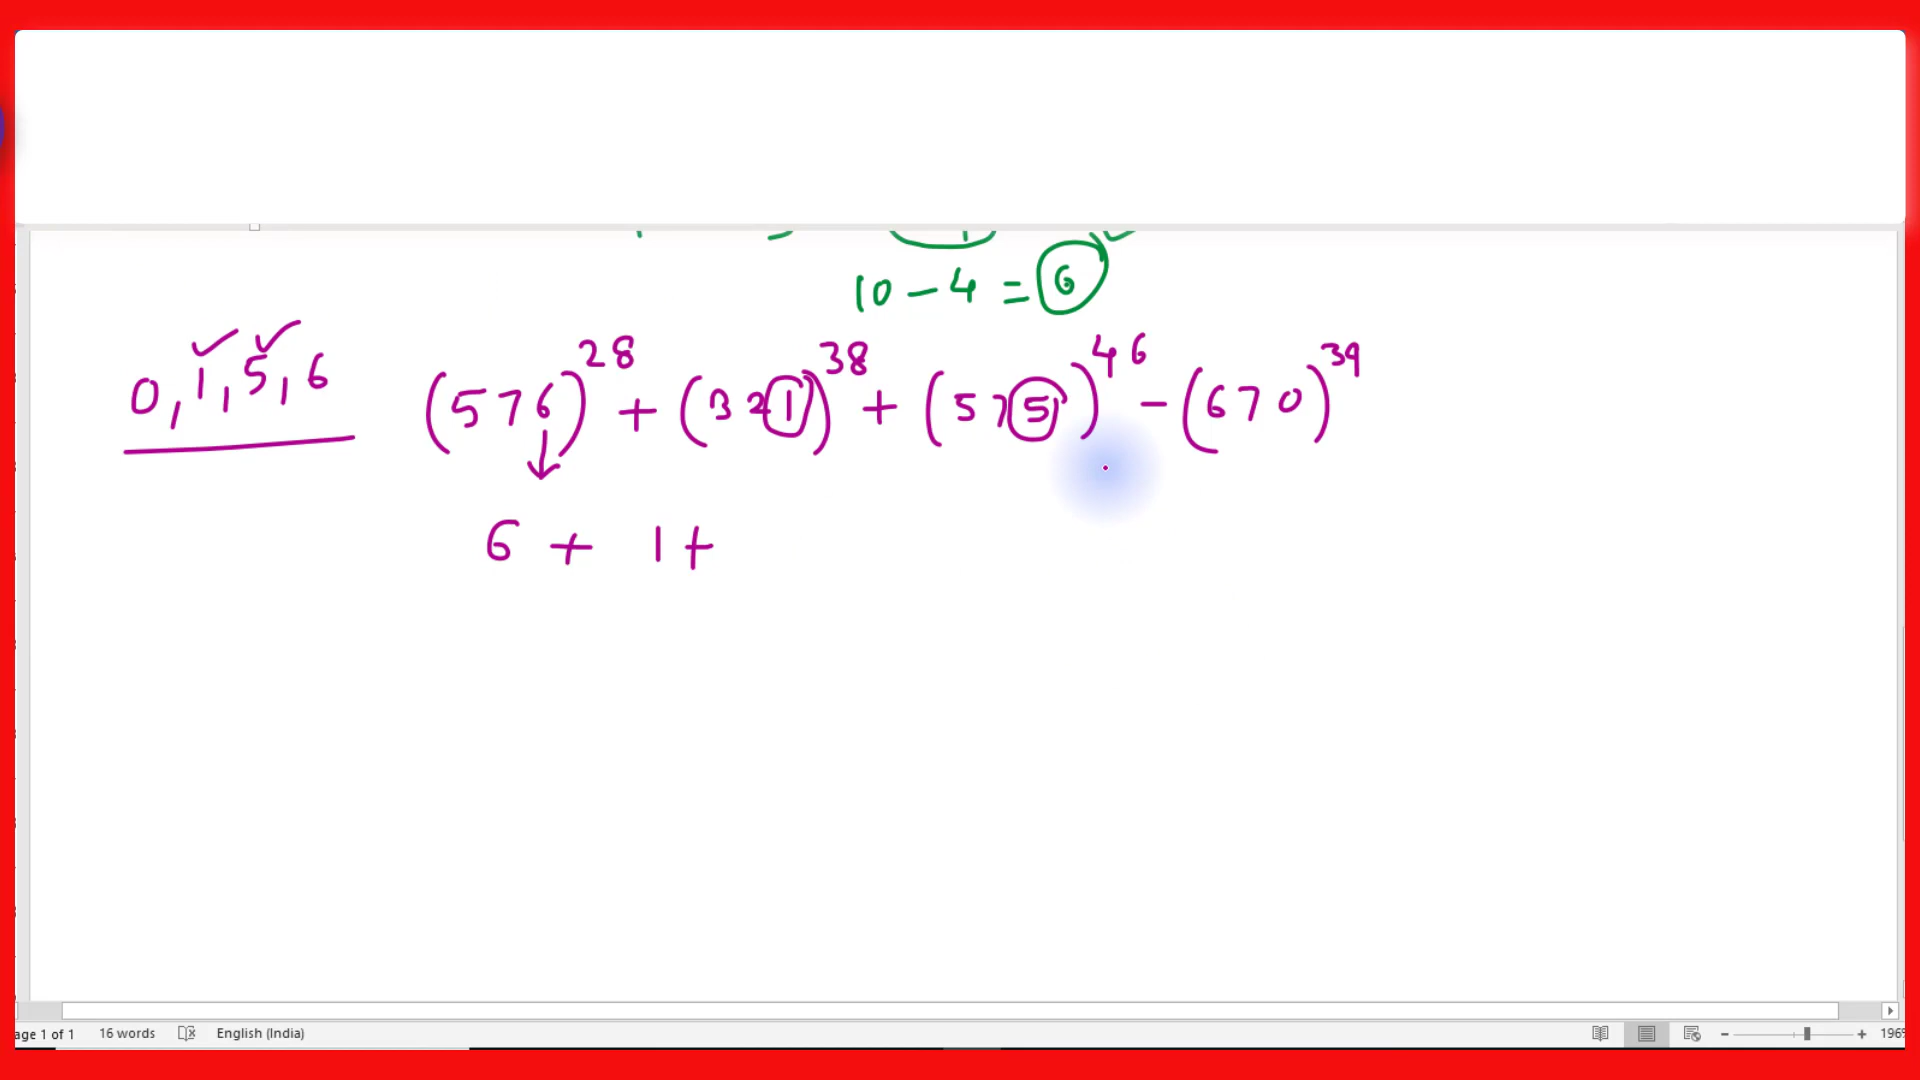 10 - 4 = 6
0, 1, 5, 6
(576)^28 + (321)^38 + (575)^46 - (670)^39
6 + 1 +
age 1 of 1 16 words English (India) - + 196